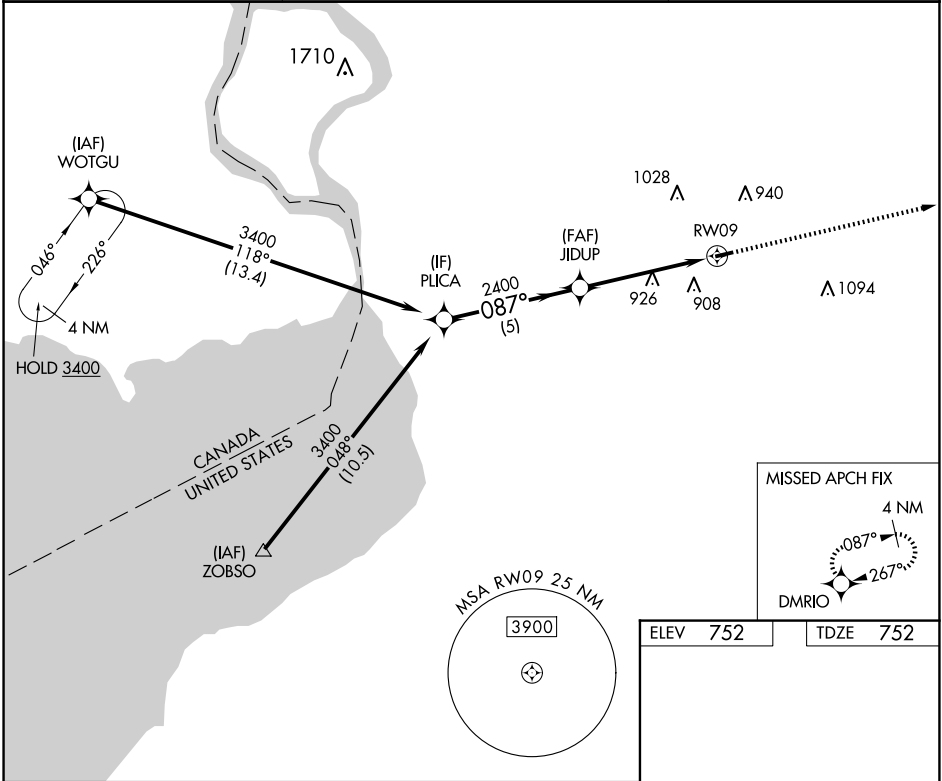 1710
(IAF)
WOTGU
046°
226°
4 NM
HOLD 3400
3400
118°
(13.4)
(IF)
PLICA
2400
087°
(5)
(FAF)
JIDUP
1028
940
RW09
926
908
1094
CANADA
UNITED STATES
3400
048°
(10.5)
(IAF)
ZOBSO
MSA RW09 25 NM
3900
MISSED APCH FIX
4 NM
087°
267°
DMRIO
ELEV 752
TDZE 752